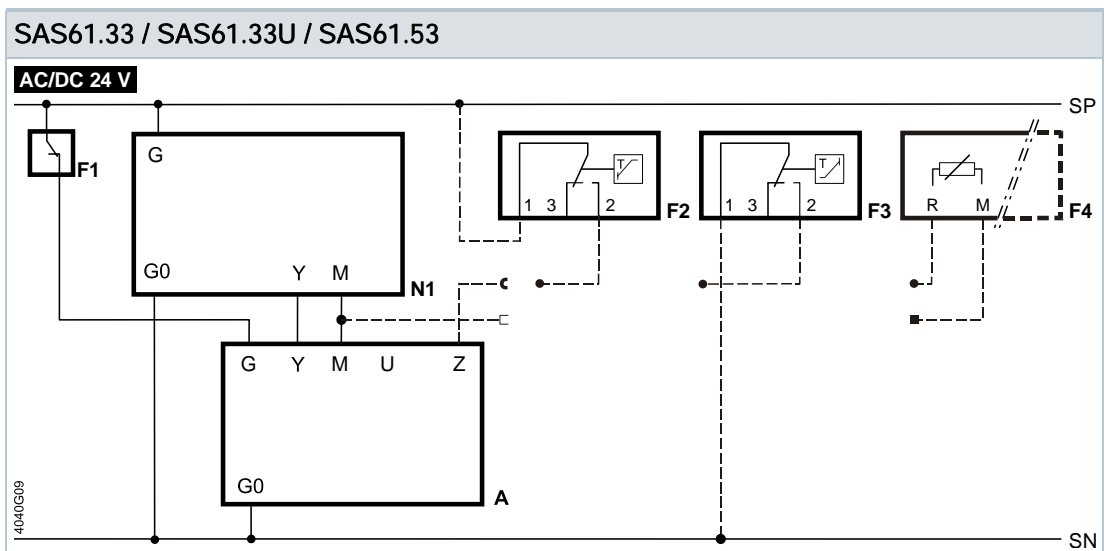 SAS61.33 / SAS61.33U / SAS61.53
AC/DC 24 V
SP
F1
G
G0
Y
M
N1
T
1
3
2
F2
T
1
3
2
F3
R
M
F4
G
Y
M
U
Z
G0
A
4040G09
SN